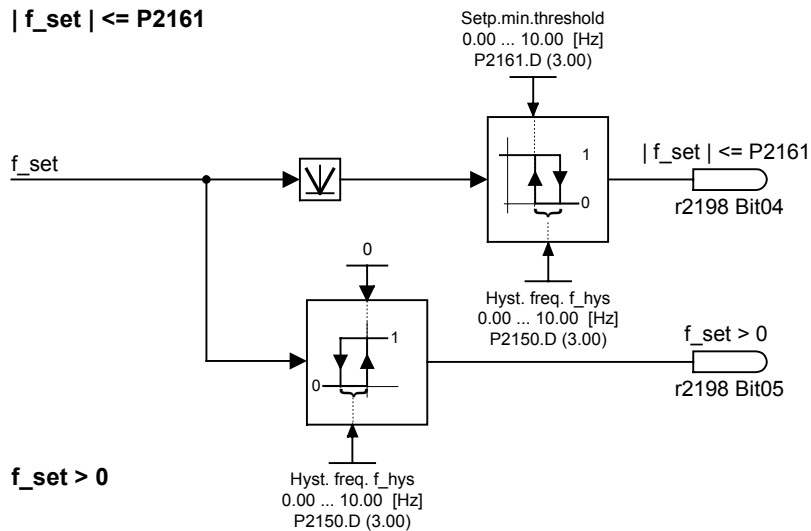 | f_set | <= P2161
Setp.min.threshold
0.00 ... 10.00 [Hz]
P2161.D (3.00)
f_set
1
0
| f_set | <= P2161
r2198 Bit04
Hyst. freq. f_hys
0.00 ... 10.00 [Hz]
P2150.D (3.00)
0
1
0
f_set > 0
r2198 Bit05
f_set > 0
Hyst. freq. f_hys
0.00 ... 10.00 [Hz]
P2150.D (3.00)